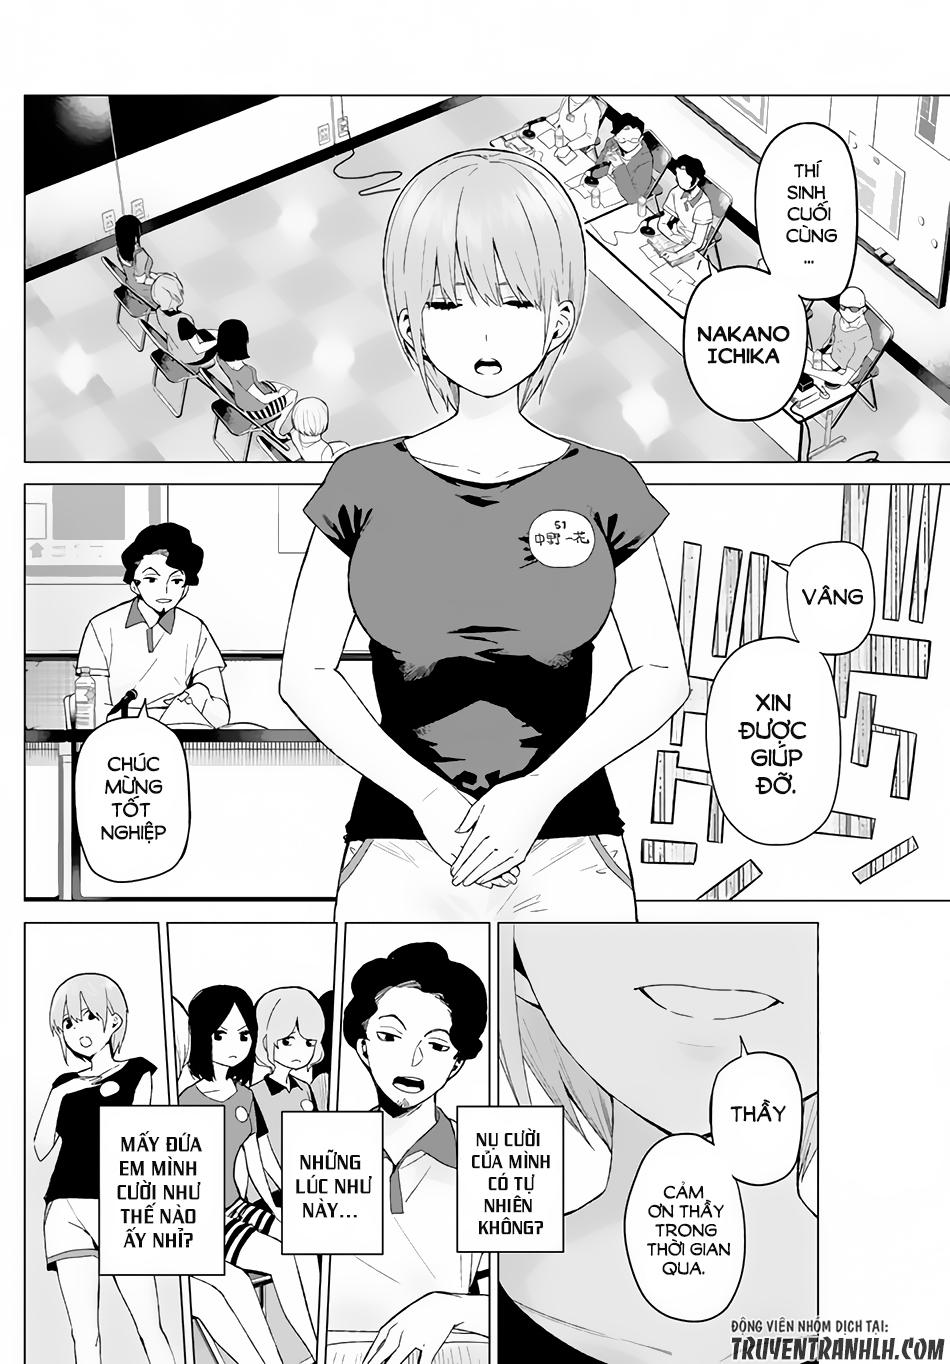 THÍ
SINH
CUỐI
CÙNG
...
NAKANO
ICHIKA
51
中野一花
VÂNG
XIN
ĐƯỢC
GIÚP
ĐỠ.
CHÚC
MỪNG
TỐT
NGHIỆP
MẤY ĐỨA
EM MÌNH
CƯỜI NHƯ
THẾ NÀO
ẤY NHỈ?
NHỮNG
LÚC NHƯ
NÀY...
NỤ CƯỜI
CỦA MÌNH
CÓ TỰ
NHIÊN
KHÔNG?
THẦY
CẢM
ƠN THẦY
TRONG
THỜI GIAN
QUA.
ĐỘNG VIÊN NHÓM DỊCH TẠI:
TRUYENTRANHLH.COM